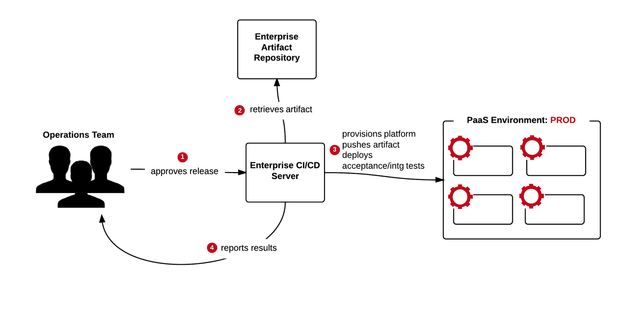 Enterprise
Artifact
Repository
2 retrieves artifact
Operations Team
1
approves release
Enterprise CI/CD
Server
3
provisions platform
pushes artifact
deploys
acceptance/intg tests
PaaS Environment: PROD
4 reports results